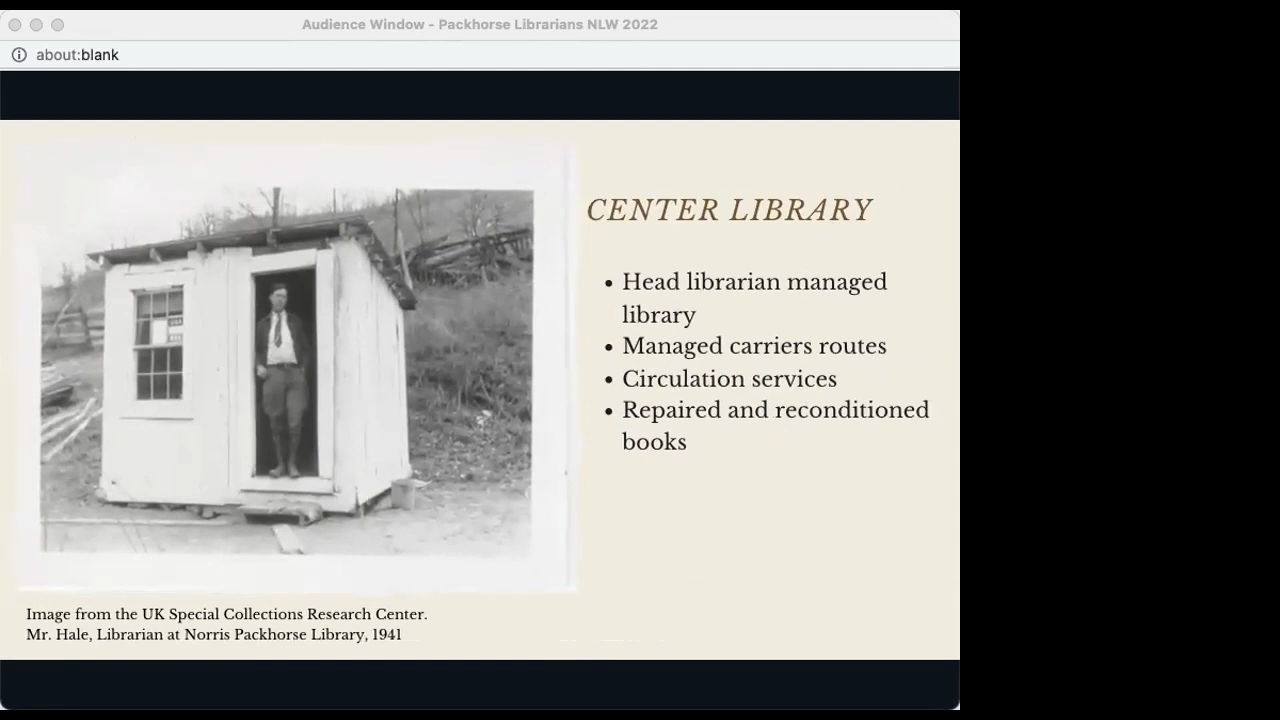 Audience Window - Packhorse Librarians NLW 2022
about:blank
CENTER LIBRARY
• Head librarian managed
library
• Managed carriers routes
• Circulation services
• Repaired and reconditioned
books
Image from the UK Special Collections Research Center.
Mr. Hale, Librarian at Norris Packhorse Library, 1941